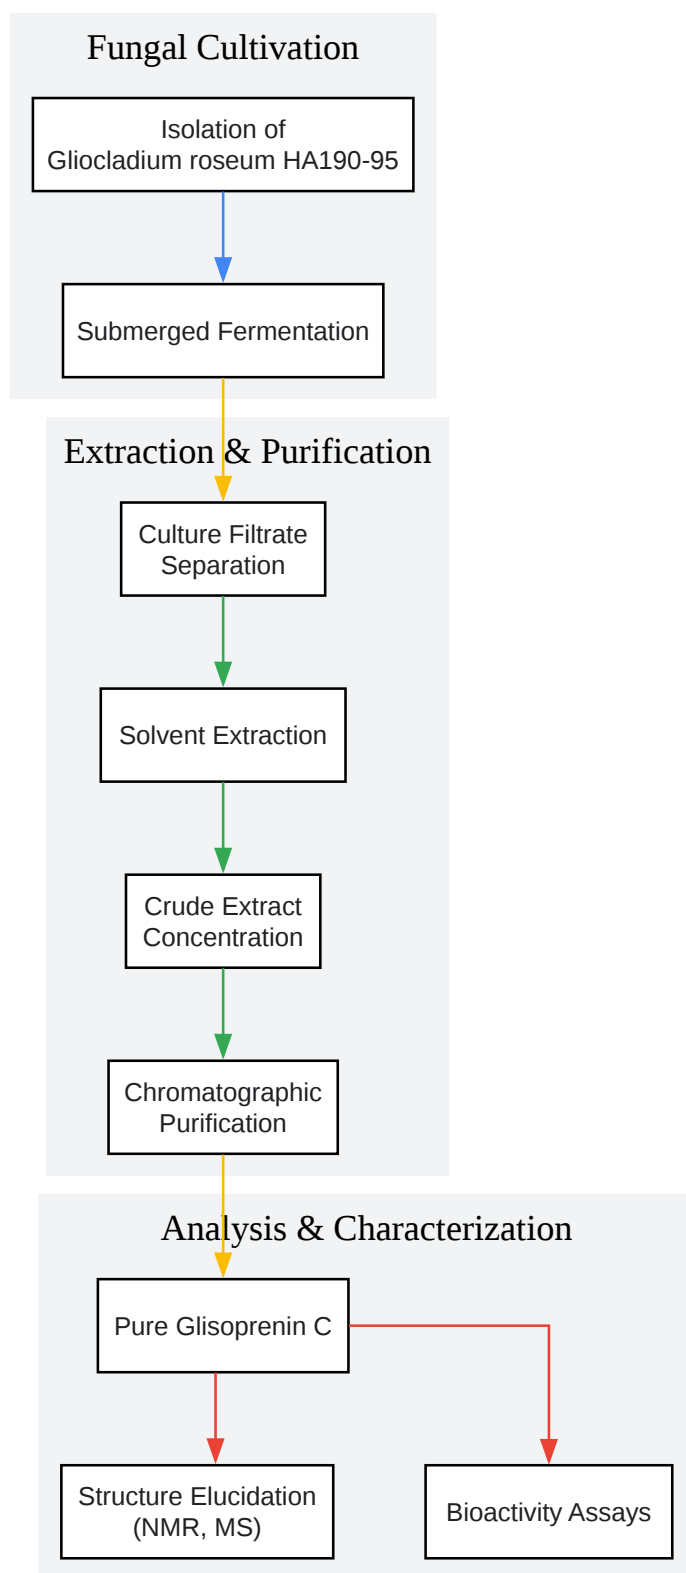 Fungal Cultivation
Isolation of
Gliocladium roseum HA190-95
Submerged Fermentation
Extraction & Purification
Culture Filtrate
Separation
Solvent Extraction
Crude Extract
Concentration
Chromatographic
Purification
Analysis & Characterization
Pure Glisoprenin C
Structure Elucidation
(NMR, MS)
Bioactivity Assays